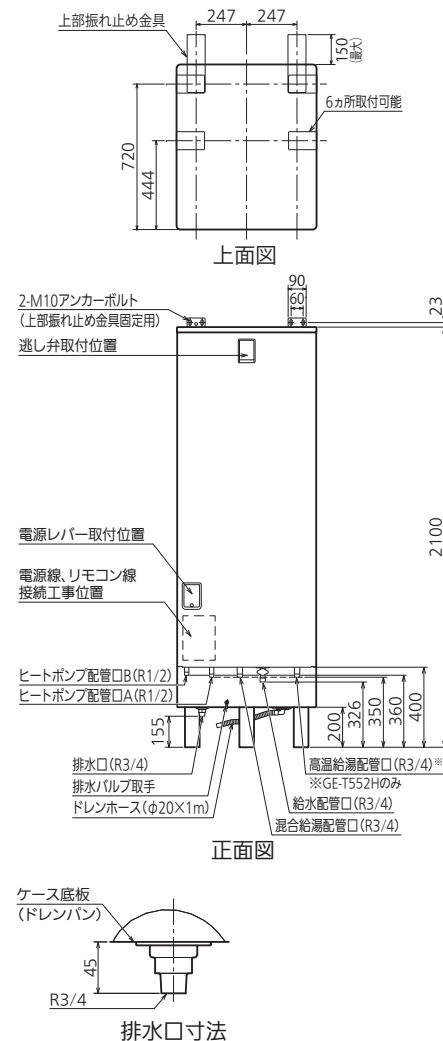 上部振れ止め金具
247
247
150
(最大)
6ヵ所取付可能
720
444
上面図
90
60
23
2-M10アンカーボルト
(上部振れ止め金具固定用)
逃し弁取付位置
2100
電源レバー取付位置
電源線、リモコン線
接続工事位置
ヒートポンプ配管口B(R1/2)
ヒートポンプ配管口A(R1/2)
155
200
326
350
360
400
排水口(R3/4)
排水バルブ取手
ドレンホース(φ20×1m)
高温給湯配管口(R3/4)※
※GE-T552Hのみ
給水配管口(R3/4)
混合給湯配管口(R3/4)
正面図
ケース底板
(ドレンパン)
45
R3/4
排水口寸法